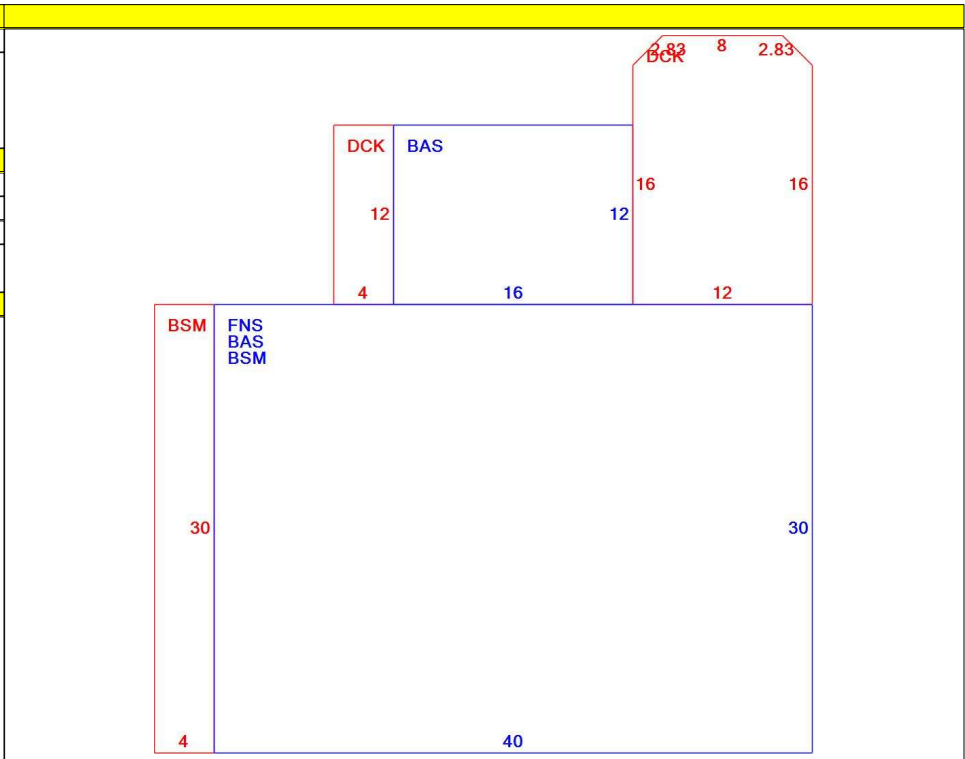 2.83 8 2.83
DCK
DCK BAS
16 16
12 12
4 16 12
BSM FNS
BAS
BSM
30 30
4 40